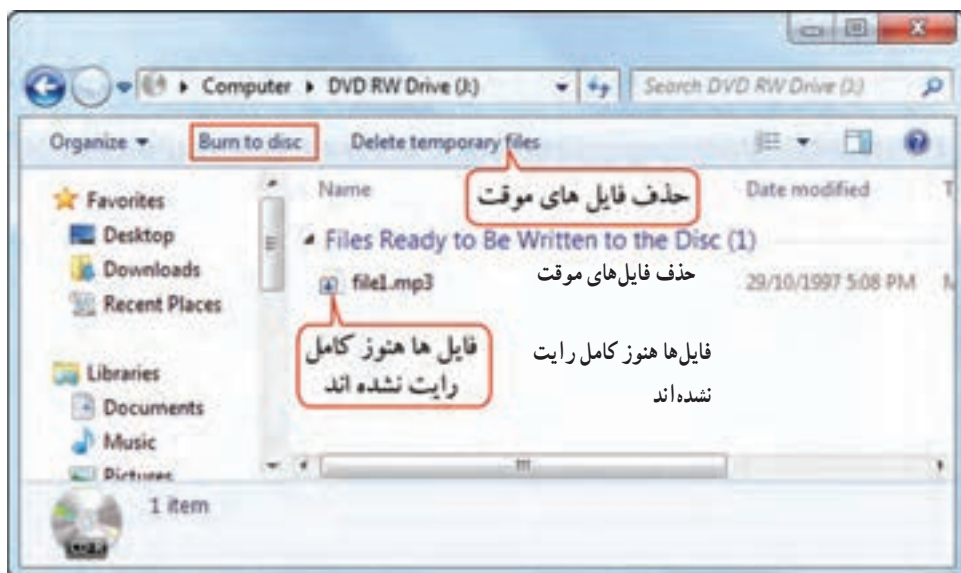 Computer ▸ DVD RW Drive (J:)
Search DVD RW Drive (J:)
Organize
Burn to disc
Delete temporary files
Favorites
Desktop
Downloads
Recent Places
Libraries
Documents
Music
Pictures
Name
Date modified
حذف فایل های موقت
Files Ready to Be Written to the Disc (1)
file1.mp3
حذف فایل‌های موقت
29/10/1997 5:08 PM
فایل ها هنوز کامل
رایت نشده اند
فایل‌ها هنوز کامل رایت
نشده‌اند
1 item